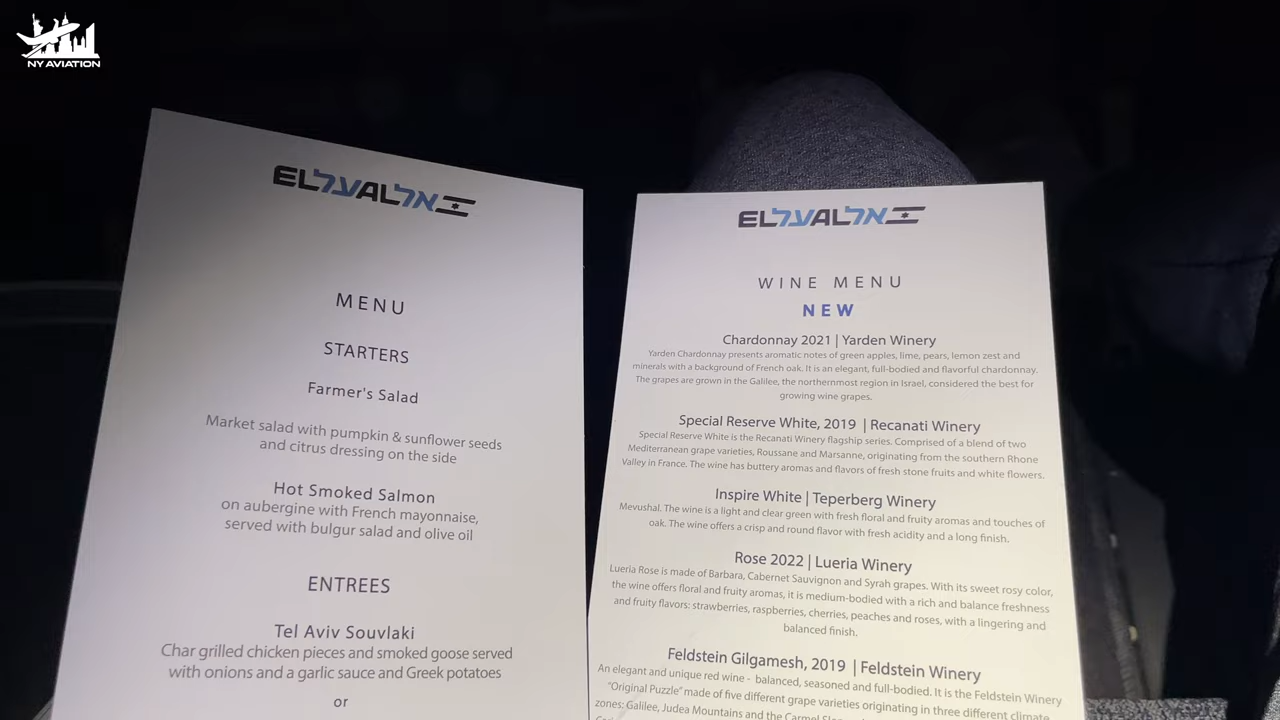 NY AVIATION
ELעלALאל
MENU
STARTERS
Farmer's Salad
Market salad with pumpkin & sunflower seeds
and citrus dressing on the side
Hot Smoked Salmon
on aubergine with French mayonnaise,
served with bulgur salad and olive oil
ENTREES
Tel Aviv Souvlaki
Char grilled chicken pieces and smoked goose served
with onions and a garlic sauce and Greek potatoes
or
ELעלALאל
WINE MENU
NEW
Chardonnay 2021 | Yarden Winery
Yarden Chardonnay presents aromatic notes of green apples, lime, pears, lemon zest and
minerals with a background of French oak. It is an elegant, full-bodied and flavorful chardonnay.
The grapes are grown in the Galilee, the northernmost region in Israel, considered the best for
growing wine grapes.
Special Reserve White, 2019 | Recanati Winery
Special Reserve White is the Recanati Winery flagship series. Comprised of a blend of two
Mediterranean grape varieties, Roussane and Marsanne, originating from the southern Rhone
Valley in France. The wine has buttery aromas and flavors of fresh stone fruits and white flowers.
Inspire White | Teperberg Winery
Mevushal. The wine is a light and clear green with fresh floral and fruity aromas and touches of
oak. The wine offers a crisp and round flavor with fresh acidity and a long finish.
Rose 2022 | Lueria Winery
Lueria Rose is made of Barbara, Cabernet Sauvignon and Syrah grapes. With its sweet rosy color,
the wine offers floral and fruity aromas, it is medium-bodied with a rich and balance freshness
and fruity flavors: strawberries, raspberries, cherries, peaches and roses, with a lingering and
balanced finish.
Feldstein Gilgamesh, 2019 | Feldstein Winery
An elegant and unique red wine - balanced, seasoned and full-bodied. It is the Feldstein Winery
"Original Puzzle" made of five different grape varieties originating in three different climate
zones: Galilee, Judea Mountains and the Carmel